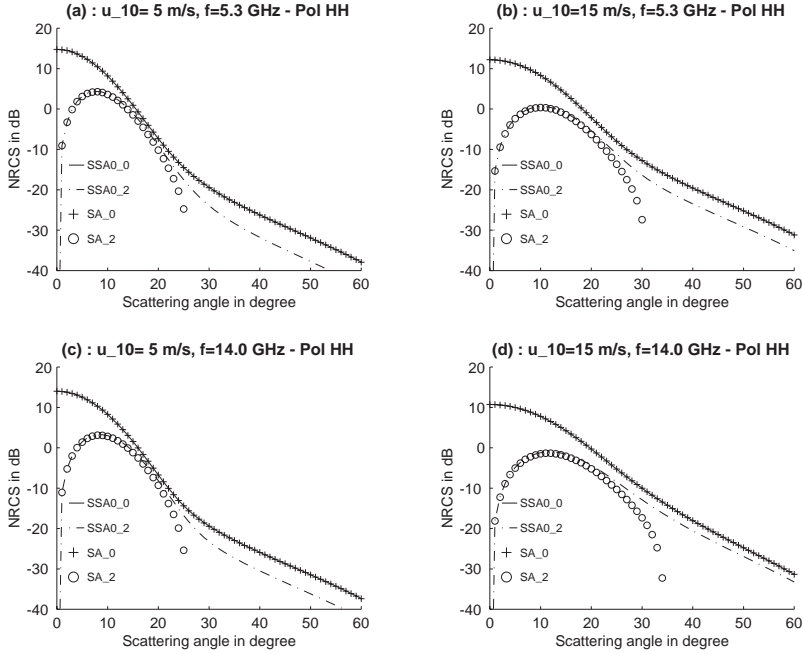 (a) : u_10= 5 m/s, f=5.3 GHz - Pol HH
20
10
0
-10
-20
-30
-40
NRCS in dB
SSA0_0
SSA0_2
SA_0
SA_2
0 10 20 30 40 50 60
Scattering angle in degree
(b) : u_10=15 m/s, f=5.3 GHz - Pol HH
20
10
0
-10
-20
-30
-40
NRCS in dB
SSA0_0
SSA0_2
SA_0
SA_2
0 10 20 30 40 50 60
Scattering angle in degree
(c) : u_10= 5 m/s, f=14.0 GHz - Pol HH
20
10
0
-10
-20
-30
-40
NRCS in dB
SSA0_0
SSA0_2
SA_0
SA_2
0 10 20 30 40 50 60
Scattering angle in degree
(d) : u_10=15 m/s, f=14.0 GHz - Pol HH
20
10
0
-10
-20
-30
-40
NRCS in dB
SSA0_0
SSA0_2
SA_0
SA_2
0 10 20 30 40 50 60
Scattering angle in degree